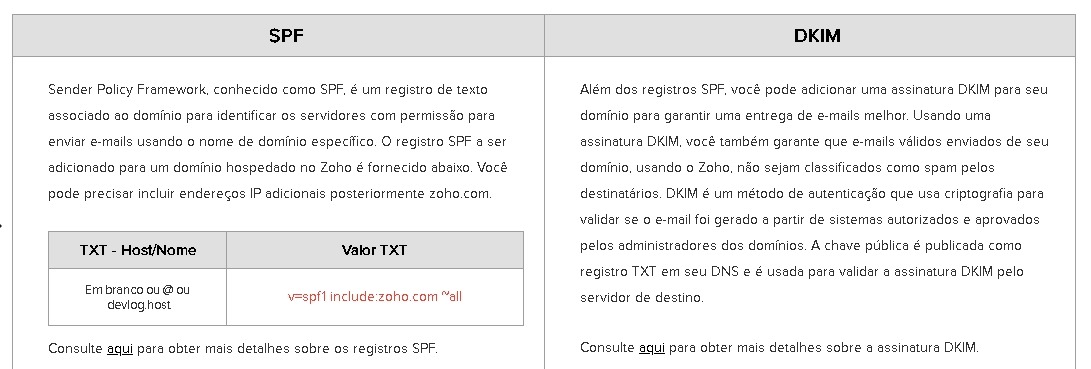 SPF
Sender Policy Framework, conhecido como SPF, é um registro de texto
associado ao domínio para identificar os servidores com permissão para
enviar e-mails usando o nome de domínio específico. O registro SPF a ser
adicionado para um domínio hospedado no Zoho é fornecido abaixo. Você
pode precisar incluir endereços IP adicionais posteriormente zoho.com.
TXT - Host/Nome
Valor TXT
Em branco ou @ ou
devlog.host
v=spf1 include:zoho.com ~all
Consulte aqui para obter mais detalhes sobre os registros SPF.
DKIM
Além dos registros SPF, você pode adicionar uma assinatura DKIM para seu
domínio para garantir uma entrega de e-mails melhor. Usando uma
assinatura DKIM, você também garante que e-mails válidos enviados de seu
domínio, usando o Zoho, não sejam classificados como spam pelos
destinatários. DKIM é um método de autenticação que usa criptografia para
validar se o e-mail foi gerado a partir de sistemas autorizados e aprovados
pelos administradores dos domínios. A chave pública é publicada como
registro TXT em seu DNS e é usada para validar a assinatura DKIM pelo
servidor de destino.
Consulte aqui para obter mais detalhes sobre a assinatura DKIM.